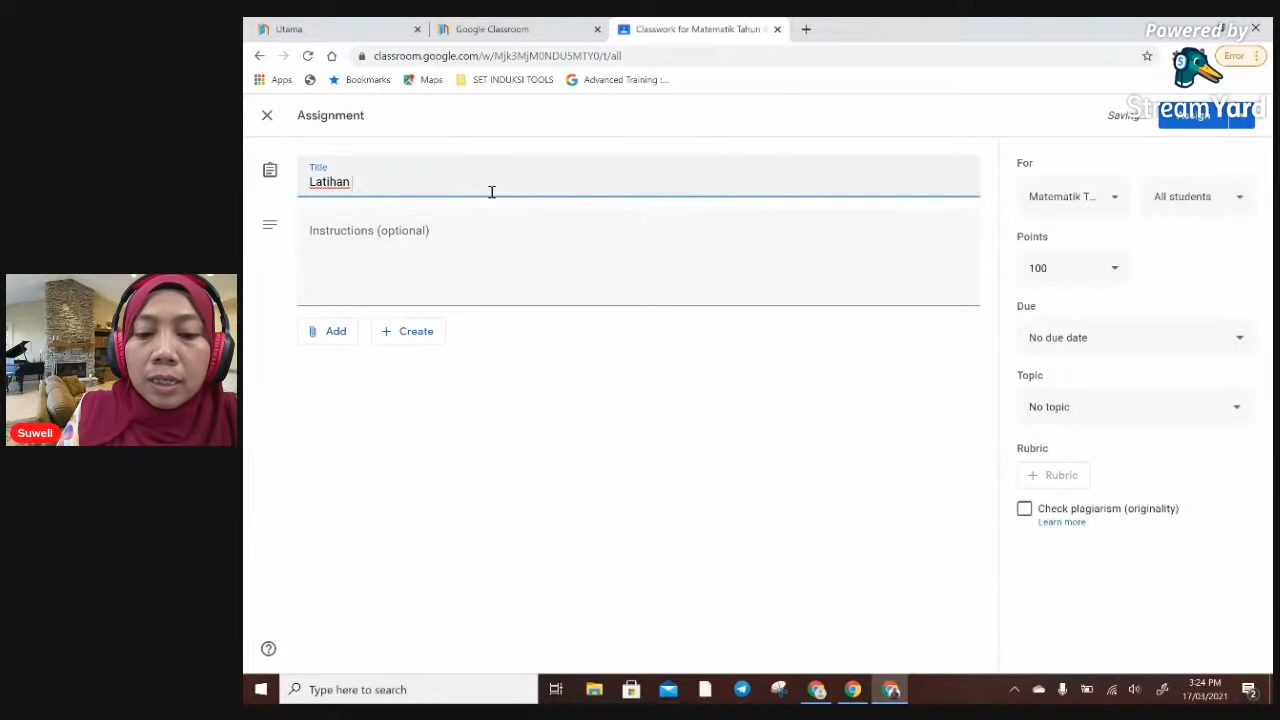 Utama
Google Classroom
Classwork for Matematik Tahun
Powered by
StreamYard
classroom.google.com/w/Mjk3MjM0NDU5MTY0/t/all
Error
Apps
Bookmarks
Maps
SET INDUKSI TOOLS
Advanced Training :...
Assignment
Saving...
Assign
Title
Latihan
Instructions (optional)
Add
Create
For
Matematik T...
All students
Points
100
Due
No due date
Topic
No topic
Rubric
Rubric
Check plagiarism (originality)
Learn more
Suweli
Type here to search
3:24 PM
17/03/2021
2